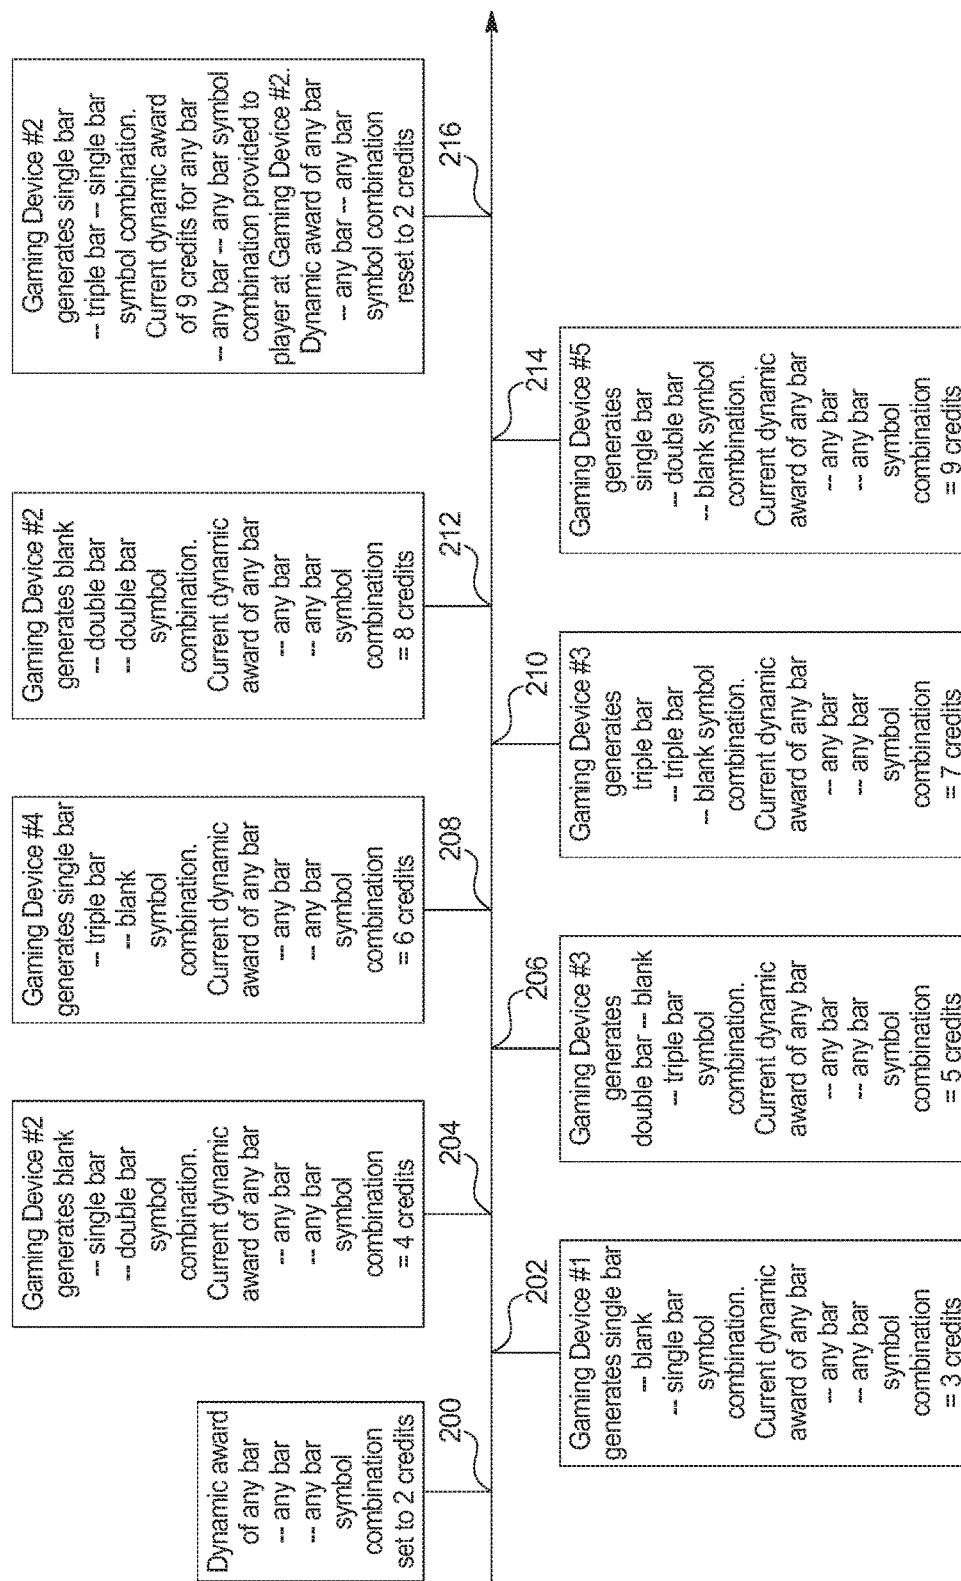 Dynamic award
of any bar
-- any bar
-- any bar
symbol
combination
set to 2 credits
200
Gaming Device #1
generates single bar
-- blank
-- single bar
symbol
combination.
Current dynamic
award of any bar
-- any bar
-- any bar
symbol
combination
= 3 credits
202
Gaming Device #2
generates blank
-- single bar
-- double bar
symbol
combination.
Current dynamic
award of any bar
-- any bar
-- any bar
symbol
combination
= 4 credits
204
Gaming Device #3
generates
double bar -- blank
-- triple bar
symbol
combination.
Current dynamic
award of any bar
-- any bar
-- any bar
symbol
combination
= 5 credits
206
Gaming Device #4
generates single bar
-- triple bar
-- blank
symbol
combination.
Current dynamic
award of any bar
-- any bar
-- any bar
symbol
combination
= 6 credits
208
Gaming Device #3
generates
triple bar
-- triple bar
-- blank symbol
combination.
Current dynamic
award of any bar
-- any bar
-- any bar
symbol
combination
= 7 credits
210
Gaming Device #2
generates blank
-- double bar
-- double bar
symbol
combination.
Current dynamic
award of any bar
-- any bar
-- any bar
symbol
combination
= 8 credits
212
Gaming Device #5
generates
single bar
-- double bar
-- blank symbol
combination.
Current dynamic
award of any bar
-- any bar
-- any bar
symbol
combination
= 9 credits
214
Gaming Device #2
generates single bar
-- triple bar -- single bar
symbol combination.
Current dynamic award
of 9 credits for any bar
-- any bar -- any bar symbol
combination provided to
player at Gaming Device #2.
Dynamic award of any bar
-- any bar -- any bar
symbol combination
reset to 2 credits
216